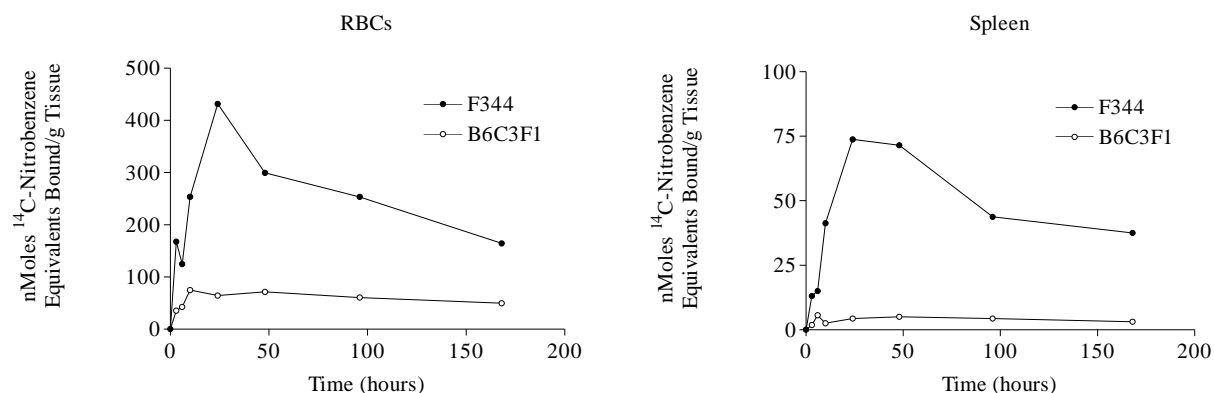 RBCs
nMoles ¹⁴C-Nitrobenzene
Equivalents Bound/g Tissue
500
400
300
200
100
0
0 50 100 150 200
Time (hours)
F344
B6C3F1
Spleen
nMoles ¹⁴C-Nitrobenzene
Equivalents Bound/g Tissue
100
75
50
25
0
0 50 100 150 200
Time (hours)
F344
B6C3F1